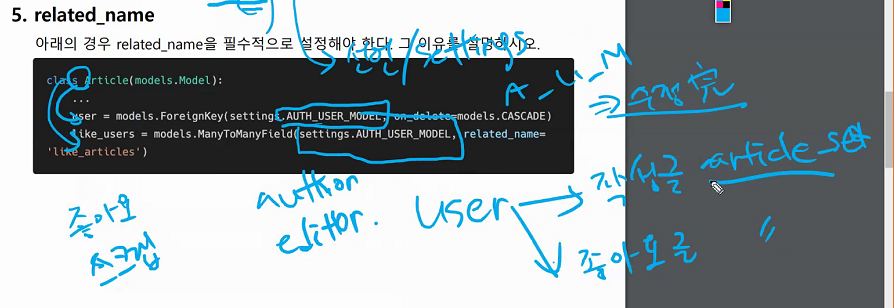 5. related_name
아래의 경우 related_name을 필수적으로 설정해야 한다. 그 이유를 설명하시오.
class Article(models.Model):
...
user = models.ForeignKey(settings.AUTH_USER_MODEL, on_delete=models.CASCADE)
like_users = models.ManyToManyField(settings.AUTH_USER_MODEL, related_name=
'like_articles')
/settings
A_U_M
⇒ 수정 完
좋아요
author
editor.
user
작성글 article_set
좋아요 글 〃